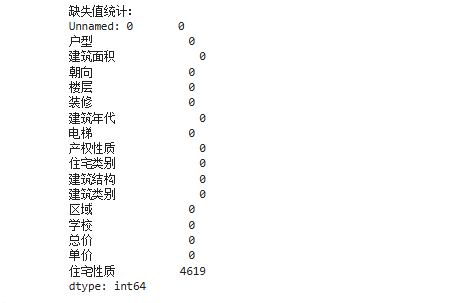 缺失值统计:
Unnamed: 0 0
户型 0
建筑面积 0
朝向 0
楼层 0
装修 0
建筑年代 0
电梯 0
产权性质 0
住宅类别 0
建筑结构 0
建筑类别 0
区域 0
学校 0
总价 0
单价 0
住宅性质 4619
dtype: int64